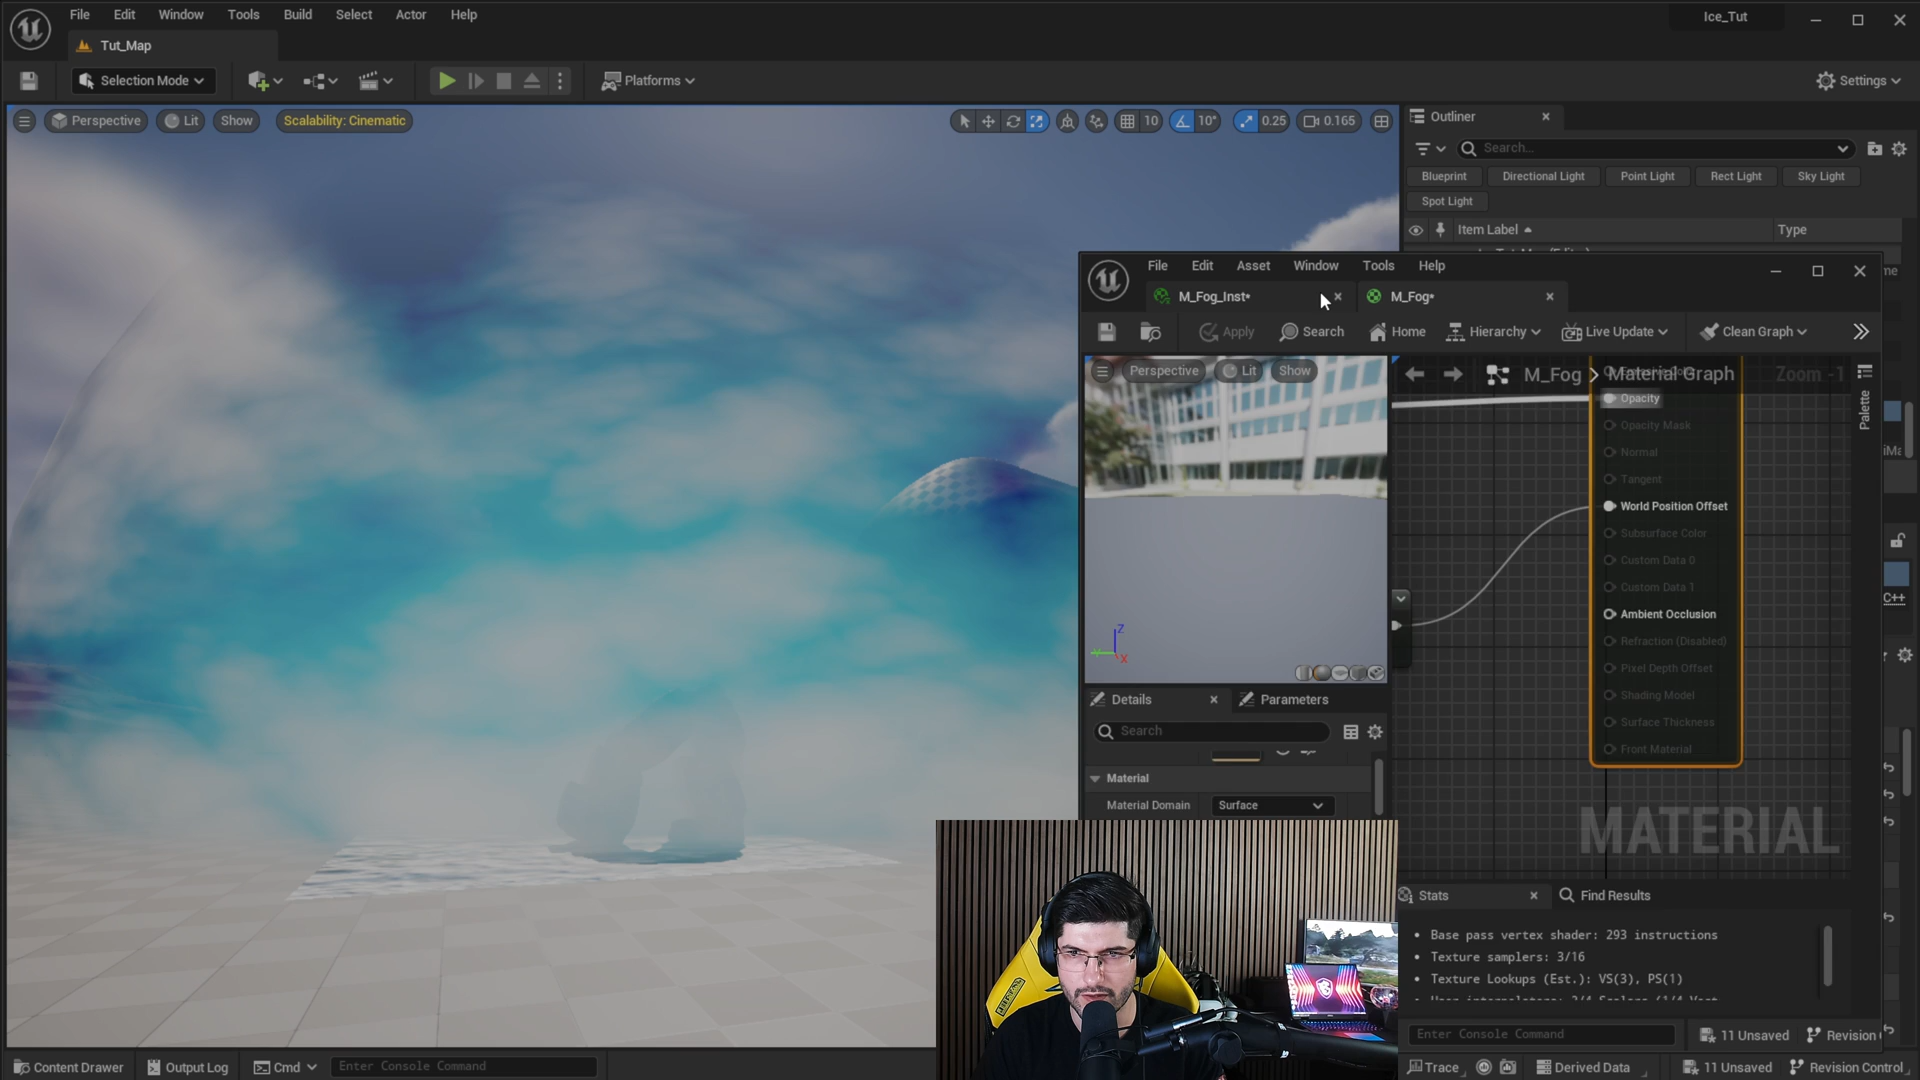 File Edit Window Tools Build Select Actor Help
Ice_Tut
Tut_Map
Selection Mode
Platforms
Settings
Perspective Lit Show Scalability: Cinematic
10 10° 0.25 0.165
Outliner
Search...
Blueprint Directional Light Point Light Rect Light Sky Light
Spot Light
Item Label Type
File Edit Asset Window Tools Help
M_Fog_Inst* M_Fog*
Apply Search Home Hierarchy Live Update Clean Graph
Perspective Lit Show
M_Fog > Material Graph Zoom -1
Palette
Opacity
Opacity Mask
Normal
Tangent
World Position Offset
Subsurface Color
Custom Data 0
Custom Data 1
Ambient Occlusion
Refraction (Disabled)
Pixel Depth Offset
Shading Model
Surface Thickness
Front Material
C++
Z
X
Details Parameters
Search
Material
Material Domain Surface
MATERIAL
Stats Find Results
Base pass vertex shader: 293 instructions
Texture samplers: 3/16
Texture Lookups (Est.): VS(3), PS(1)
Enter Console Command 11 Unsaved Revision
Content Drawer Output Log Cmd Enter Console Command
Trace Derived Data 11 Unsaved Revision Control